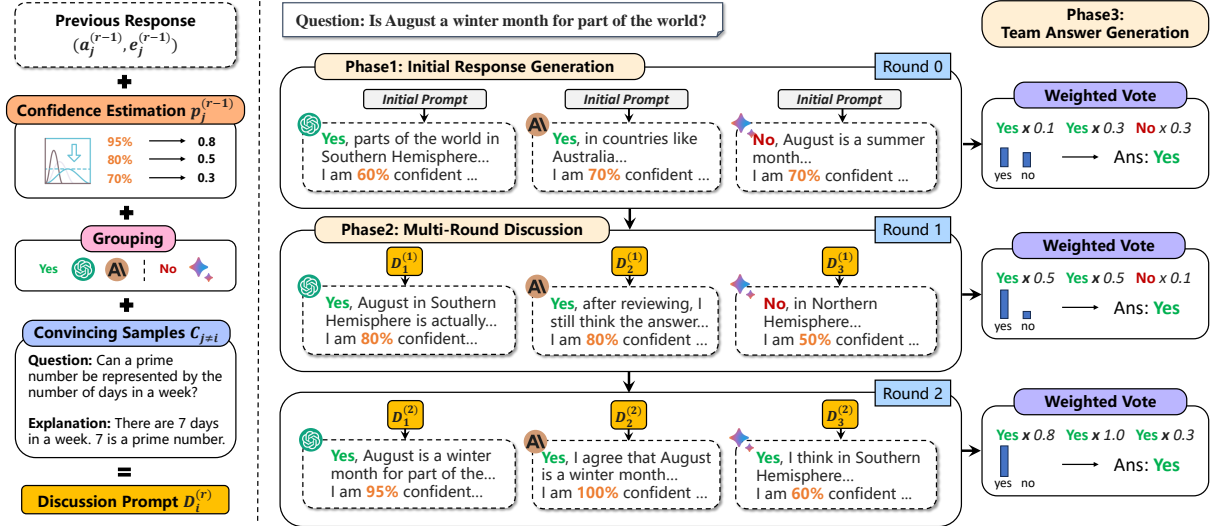 Previous Response
(a_j^{(r-1)}, e_j^{(r-1)})
+
Confidence Estimation p_j^{(r-1)}
95% 0.8
80% 0.5
70% 0.3
+
Grouping
Yes No
+
Convincing Samples C_{j≠i}
Question: Can a prime
number be represented by the
number of days in a week?
Explanation: There are 7 days
in a week. 7 is a prime number.
=
Discussion Prompt D_i^{(r)}
Question: Is August a winter month for part of the world?
Phase1: Initial Response Generation
Round 0
Initial Prompt
Yes, parts of the world in
Southern Hemisphere...
I am 60% confident ...
Initial Prompt
Yes, in countries like
Australia...
I am 70% confident ...
Initial Prompt
No, August is a summer
month...
I am 70% confident ...
Phase2: Multi-Round Discussion
Round 1
D_1^{(1)}
Yes, August in Southern
Hemisphere is actually...
I am 80% confident...
D_2^{(1)}
Yes, after reviewing, I
still think the answer...
I am 80% confident ...
D_3^{(1)}
No, in Northern
Hemisphere...
I am 50% confident ...
Round 2
D_1^{(2)}
Yes, August is a winter
month for part of the...
I am 95% confident...
D_2^{(2)}
Yes, I agree that August
is a winter month...
I am 100% confident...
D_3^{(2)}
Yes, I think in Southern
Hemisphere...
I am 60% confident...
Phase3:
Team Answer Generation
Weighted Vote
Yes x 0.1 Yes x 0.3 No x 0.3
Ans: Yes
yes no
Weighted Vote
Yes x 0.5 Yes x 0.5 No x 0.1
Ans: Yes
yes no
Weighted Vote
Yes x 0.8 Yes x 1.0 Yes x 0.3
Ans: Yes
yes no